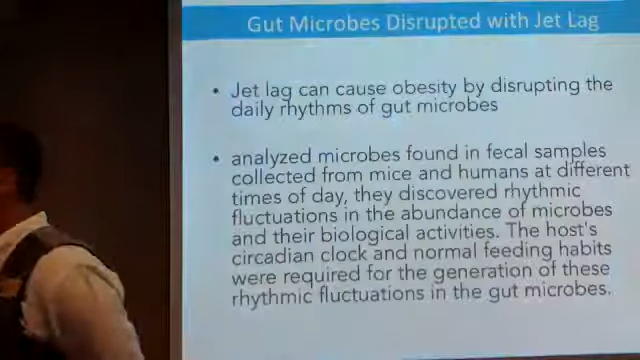 Gut Microbes Disrupted with Jet Lag
• Jet lag can cause obesity by disrupting the
daily rhythms of gut microbes
• analyzed microbes found in fecal samples
collected from mice and humans at different
times of day, they discovered rhythmic
fluctuations in the abundance of microbes
and their biological activities. The host's
circadian clock and normal feeding habits
were required for the generation of these
rhythmic fluctuations in the gut microbes.